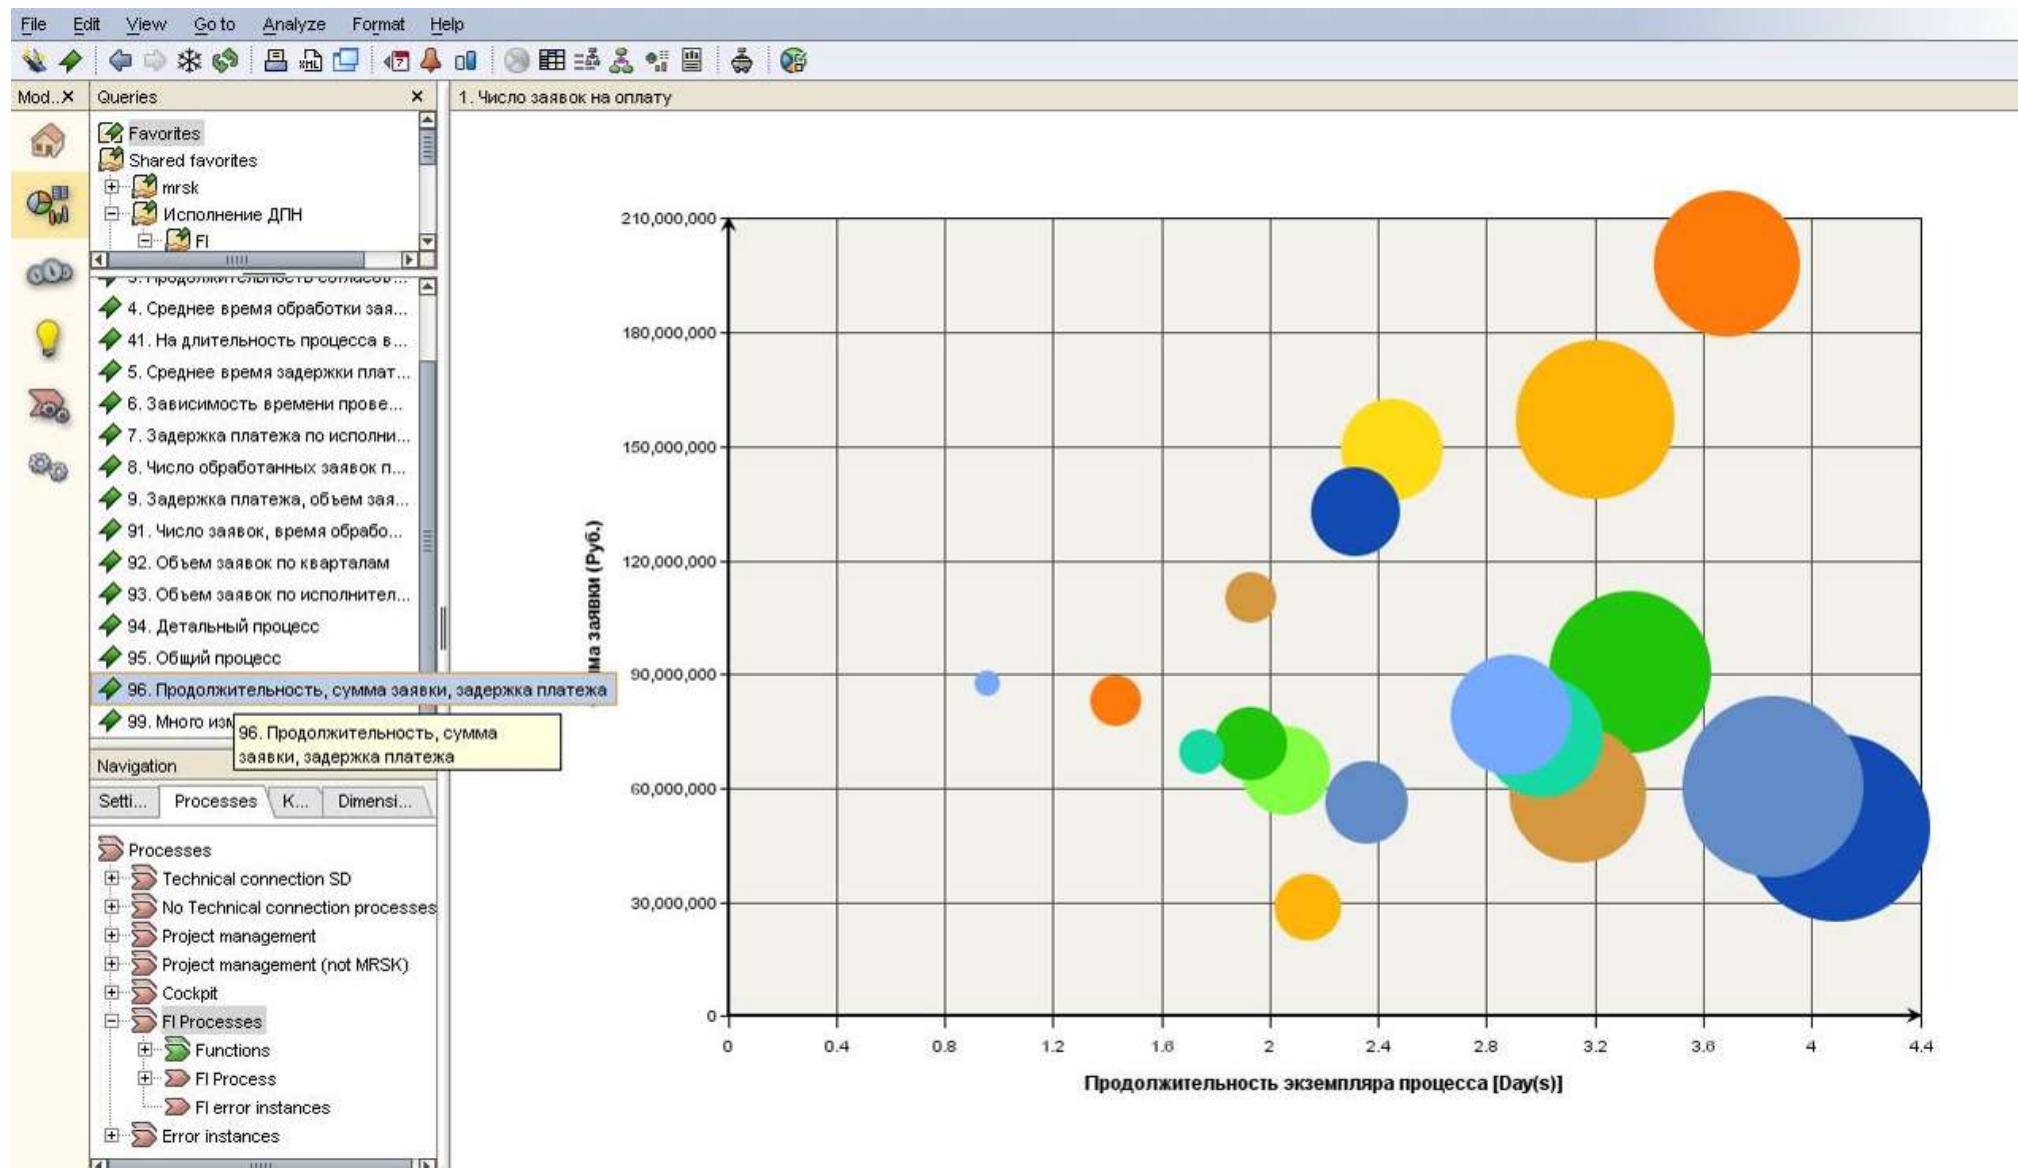 File Edit View Go to Analyze Format Help
Mod..X
Queries
1. Число заявок на оплату
Favorites
Shared favorites
mrsk
Исполнение ДПН
FI
4. Среднее время обработки зая...
41. На длительность процесса в...
5. Среднее время задержки плат...
6. Зависимость времени прове...
7. Задержка платежа по исполни...
8. Число обработанных заявок п...
9. Задержка платежа, объем зая...
91. Число заявок, время обрабо...
92. Объем заявок по кварталам
93. Объем заявок по исполнител...
94. Детальный процесс
95. Общий процесс
96. Продолжительность, сумма заявки, задержка платежа
99. Много изм
96. Продолжительность, сумма
заявки, задержка платежа
Navigation
Setti... Processes K... Dimensi...
Processes
Technical connection SD
No Technical connection processes
Project management
Project management (not MRSK)
Cockpit
FI Processes
Functions
FI Process
FI error instances
Error instances
210,000,000
180,000,000
150,000,000
120,000,000
90,000,000
60,000,000
30,000,000
0
ма заявки (Руб.)
0 0.4 0.8 1.2 1.6 2 2.4 2.8 3.2 3.6 4 4.4
Продолжительность экземпляра процесса [Day(s)]